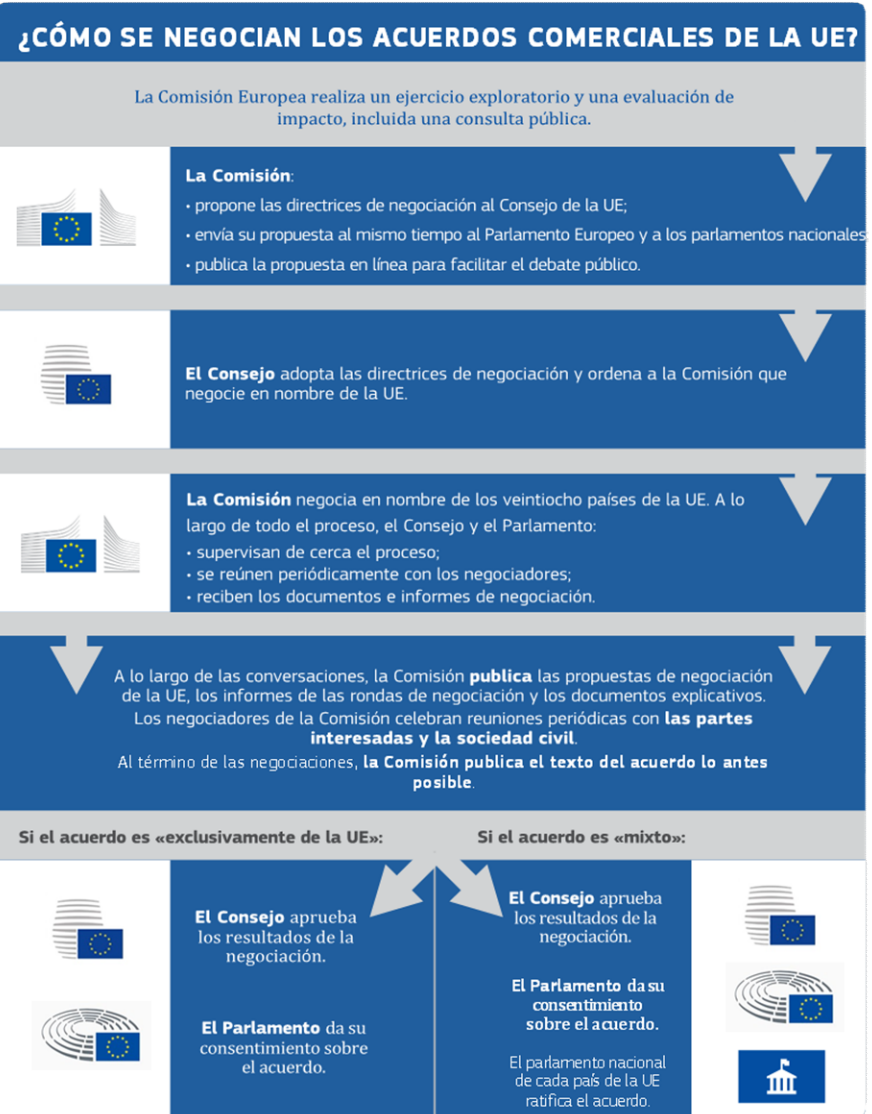 ¿CÓMO SE NEGOCIAN LOS ACUERDOS COMERCIALES DE LA UE?
La Comisión Europea realiza un ejercicio exploratorio y una evaluación de
impacto, incluida una consulta pública.
La Comisión:
• propone las directrices de negociación al Consejo de la UE;
• envía su propuesta al mismo tiempo al Parlamento Europeo y a los parlamentos nacionales
• publica la propuesta en línea para facilitar el debate público.
El Consejo adopta las directrices de negociación y ordena a la Comisión que
negocie en nombre de la UE.
La Comisión negocia en nombre de los veintiocho países de la UE. A lo
largo de todo el proceso, el Consejo y el Parlamento:
• supervisan de cerca el proceso;
• se reúnen periódicamente con los negociadores;
• reciben los documentos e informes de negociación.
A lo largo de las conversaciones, la Comisión publica las propuestas de negociación
de la UE, los informes de las rondas de negociación y los documentos explicativos.
Los negociadores de la Comisión celebran reuniones periódicas con las partes
interesadas y la sociedad civil.
Al término de las negociaciones, la Comisión publica el texto del acuerdo lo antes
posible.
Si el acuerdo es «exclusivamente de la UE»:
El Consejo aprueba
los resultados de la
negociación.
El Parlamento da su
consentimiento sobre
el acuerdo.
Si el acuerdo es «mixto»:
El Consejo aprueba
los resultados de la
negociación.
El Parlamento da su
consentimiento
sobre el acuerdo.
El parlamento nacional
de cada país de la UE
ratifica el acuerdo.